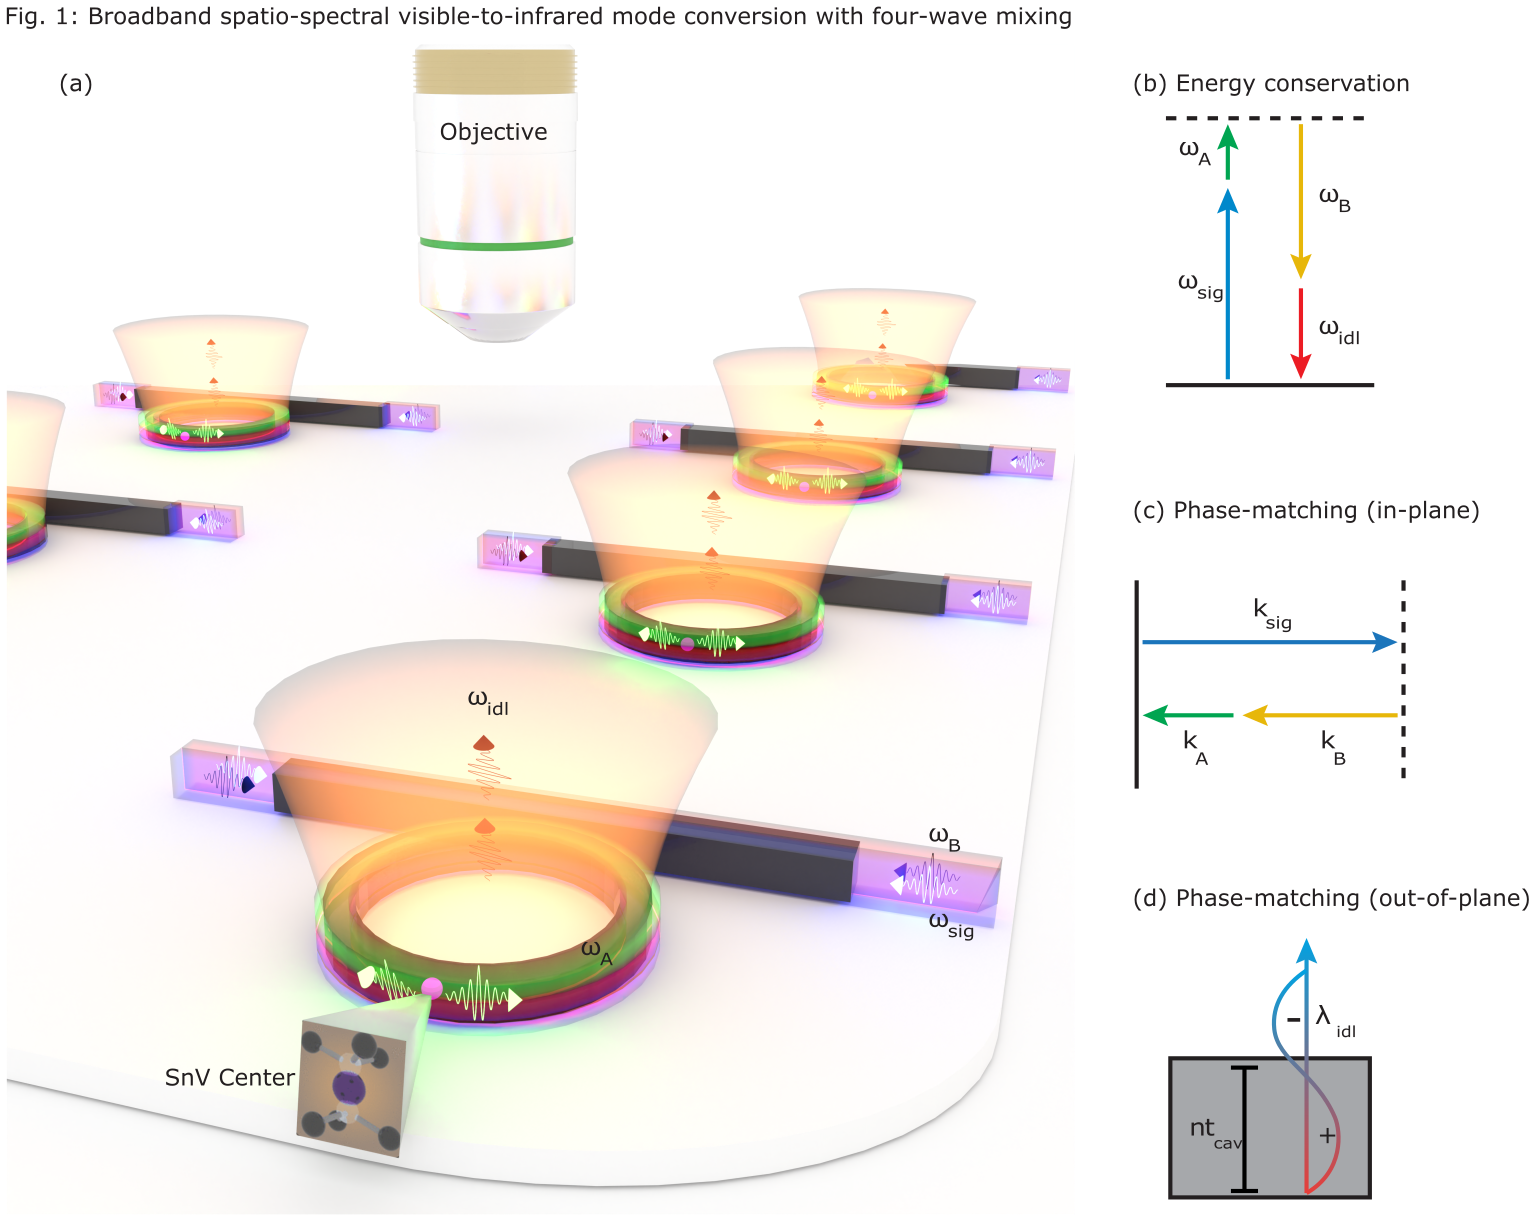 Fig. 1: Broadband spatio-spectral visible-to-infrared mode conversion with four-wave mixing
(a)
Objective
ω_idl
ω_B
ω_sig
ω_A
SnV Center
(b) Energy conservation
ω_A
ω_B
ω_sig
ω_idl
(c) Phase-matching (in-plane)
k_sig
k_A
k_B
(d) Phase-matching (out-of-plane)
- λ_idl
nt_cav
+